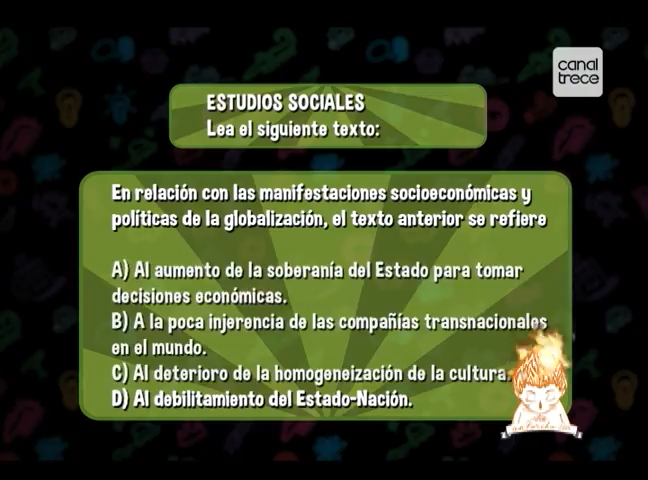 canal
trece
ESTUDIOS SOCIALES
Lea el siguiente texto:
En relación con las manifestaciones socioeconómicas y
políticas de la globalización, el texto anterior se refiere
A) Al aumento de la soberanía del Estado para tomar
decisiones económicas.
B) A la poca injerencia de las compañías transnacionales
en el mundo.
C) Al deterioro de la homogeneización de la cultura.
D) Al debilitamiento del Estado-Nación.